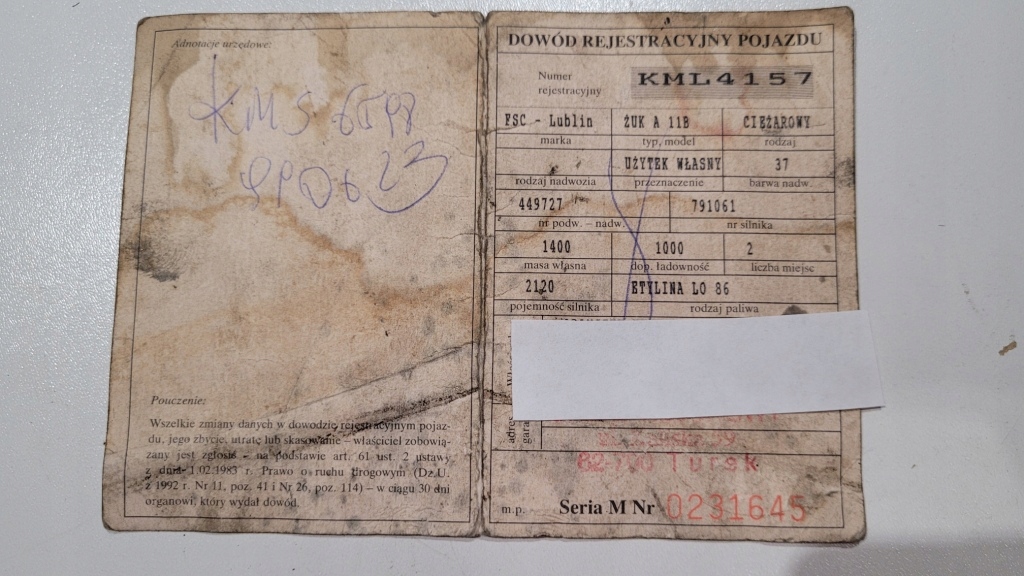 Adnotacje urzędowe:
KMS 6598
Pouczenie:
Wszelkie zmiany danych w dowodzie rejestracyjnym pojaz-
du, jego zbycie, utratę lub skasowanie – właściciel zobowią-
zany jest zgłosić – na podstawie art. 61 ust. 2 ustawy
z dnia 1.02.1983 r. Prawo o ruchu drogowym (Dz.U.
z 1992 r. Nr 11, poz. 41 i Nr 26, poz. 114) – w ciągu 30 dni
organowi, który wydał dowód.
DOWÓD REJESTRACYJNY POJAZDU
Numer rejestracyjny KML4157
FSC - Lublin ŻUK A 11B CIĘŻAROWY
marka typ, model rodzaj
UŻYTEK WŁASNY 37
rodzaj nadwozia przeznaczenie barwa nadw.
449727 791061
nr podw. – nadw. nr silnika
1400 1000 2
masa własna dop. ładowność liczba miejsc
2120 ETYLINA LO 86
pojemność silnika rodzaj paliwa
Turek
m.p. Seria M Nr 0231645